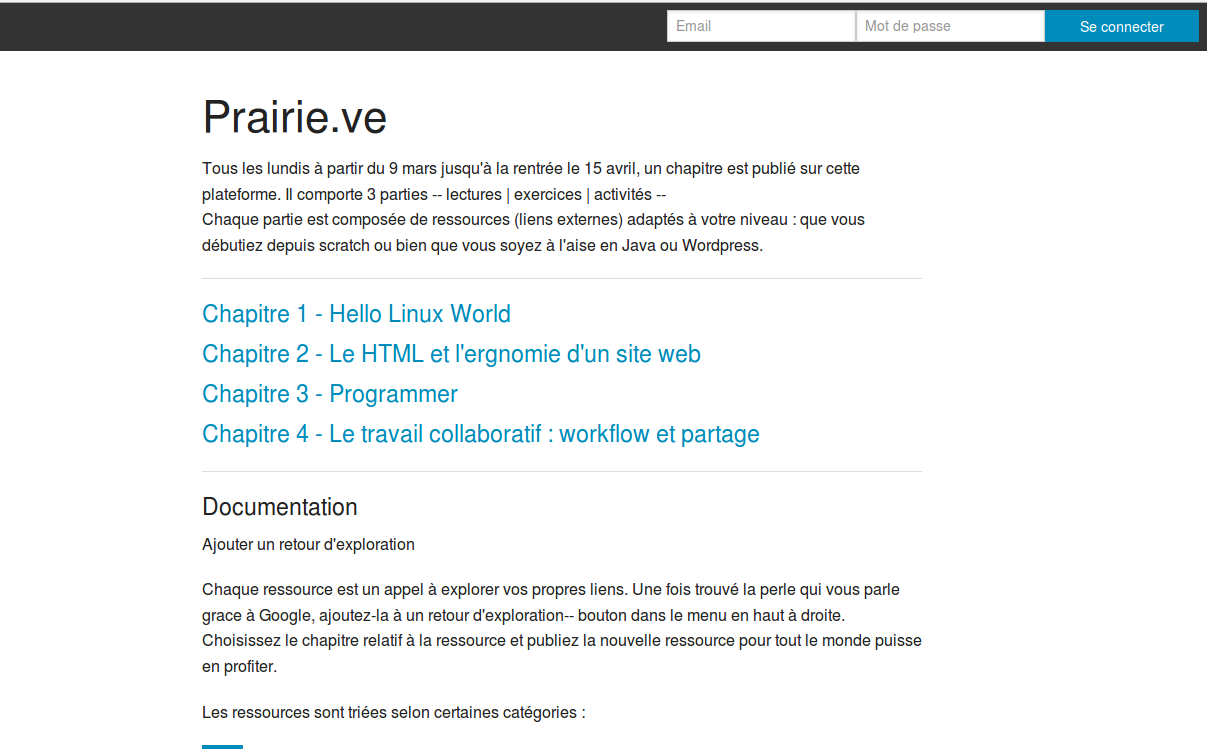 Email Mot de passe Se connecter
Prairie.ve
Tous les lundis à partir du 9 mars jusqu'à la rentrée le 15 avril, un chapitre est publié sur cette
plateforme. Il comporte 3 parties -- lectures | exercices | activités --
Chaque partie est composée de ressources (liens externes) adaptés à votre niveau : que vous
débutiez depuis scratch ou bien que vous soyez à l'aise en Java ou Wordpress.
Chapitre 1 - Hello Linux World
Chapitre 2 - Le HTML et l'ergnomie d'un site web
Chapitre 3 - Programmer
Chapitre 4 - Le travail collaboratif : workflow et partage
Documentation
Ajouter un retour d'exploration
Chaque ressource est un appel à explorer vos propres liens. Une fois trouvé la perle qui vous parle
grace à Google, ajoutez-la à un retour d'exploration-- bouton dans le menu en haut à droite.
Choisissez le chapitre relatif à la ressource et publiez la nouvelle ressource pour tout le monde puisse
en profiter.
Les ressources sont triées selon certaines catégories :